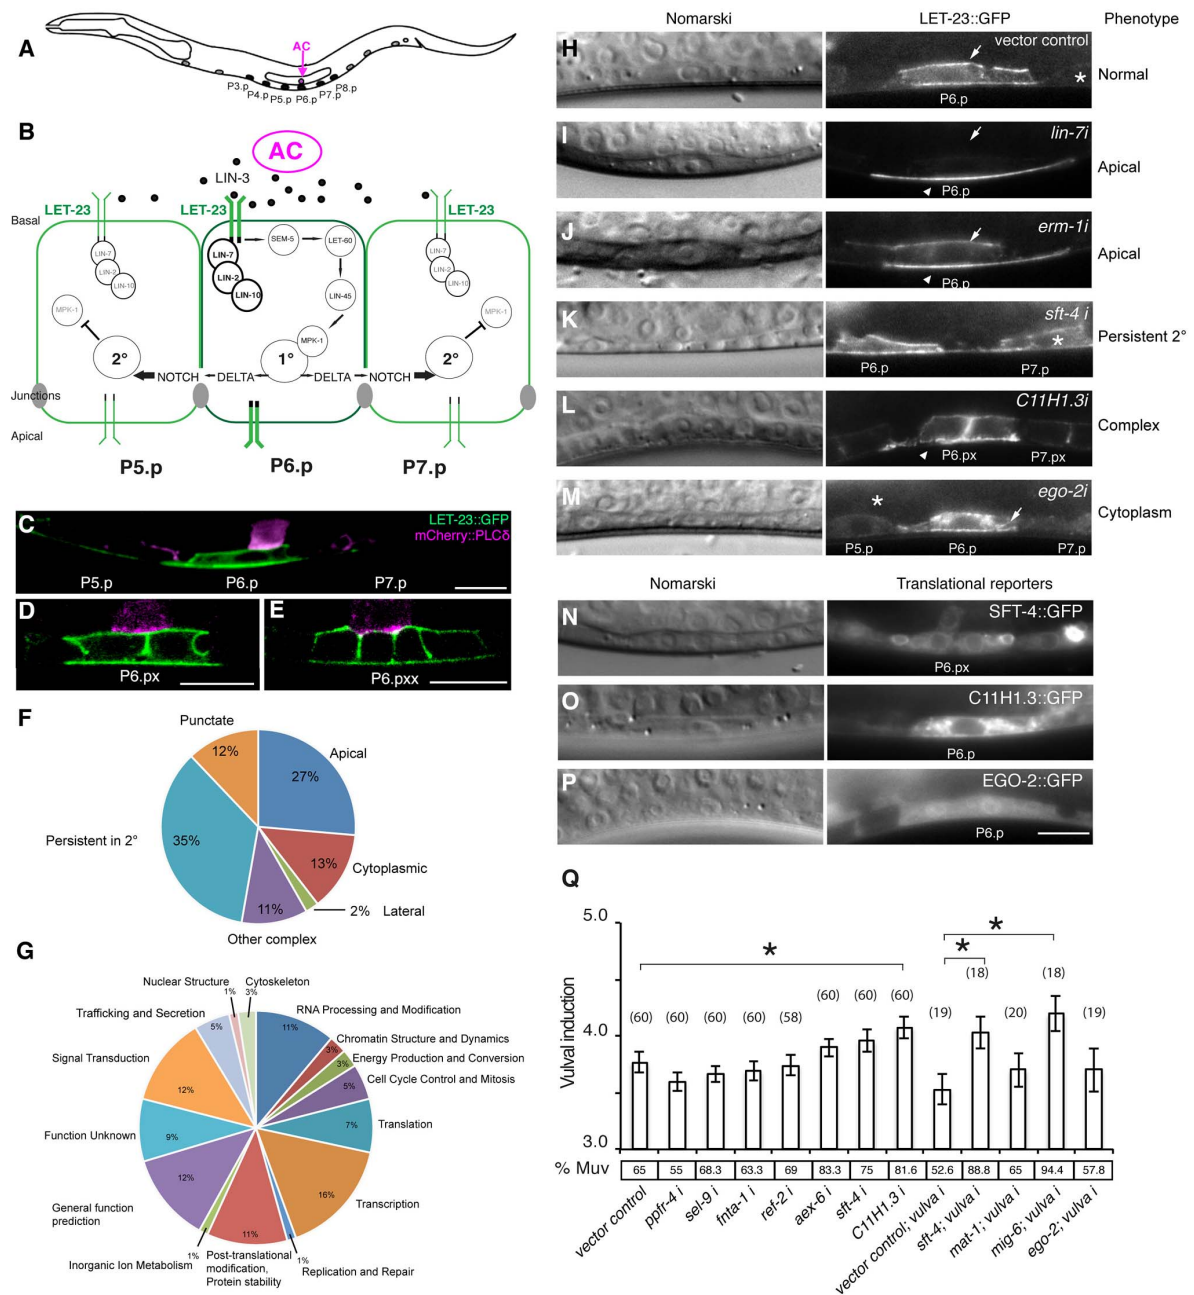 A
AC
P3.p
P4.p
P5.p
P6.p
P7.p
P8.p
B
AC
LIN-3
LET-23
LET-23
LET-23
Basal
LIN-7
LIN-2
LIN-10
SEM-5
LET-60
LIN-7
LIN-2
LIN-10
LIN-45
LIN-7
LIN-2
LIN-10
MPK-1
MPK-1
MPK-1
2°
1°
2°
NOTCH
DELTA
DELTA
NOTCH
Junctions
Apical
P5.p
P6.p
P7.p
C
LET-23::GFP
mCherry::PLCδ
P5.p
P6.p
P7.p
D
P6.px
E
P6.pxx
F
Punctate
12%
Apical
27%
Persistent in 2°
35%
13%
Cytoplasmic
11%
2% Lateral
Other complex
G
Nuclear Structure
1%
Cytoskeleton
3%
RNA Processing and Modification
11%
Chromatin Structure and Dynamics
3%
Energy Production and Conversion
3%
Cell Cycle Control and Mitosis
5%
Translation
7%
Transcription
16%
Replication and Repair
1%
Post-translational
modification,
Protein stability
11%
Inorganic Ion Metabolism
1%
General function
prediction
12%
Function Unknown
9%
Signal Transduction
12%
Trafficking and Secretion
5%
Nomarski
LET-23::GFP
Phenotype
H
vector control
*
P6.p
Normal
I
lin-7i
P6.p
Apical
J
erm-1i
P6.p
Apical
K
sft-4 i
*
P6.p
P7.p
Persistent 2°
L
C11H1.3i
P6.px
P7.px
Complex
M
ego-2i
*
P5.p
P6.p
P7.p
Cytoplasm
Nomarski
Translational reporters
N
SFT-4::GFP
P6.px
O
C11H1.3::GFP
P6.p
P
EGO-2::GFP
P6.p
Q
Vulval induction
5.0
4.0
3.0
* * *
(60) (60) (60) (60) (58) (60) (60) (60) (19) (18) (20) (18) (19)
% Muv 65 55 68.3 63.3 69 83.3 75 81.6 52.6 88.8 65 94.4 57.8
vector control
ppfr-4 i
sel-9 i
fnta-1 i
ref-2 i
aex-6 i
sft-4 i
C11H1.3 i
vector control; vulva i
sft-4; vulva i
mat-1; vulva i
mig-6; vulva i
ego-2; vulva i